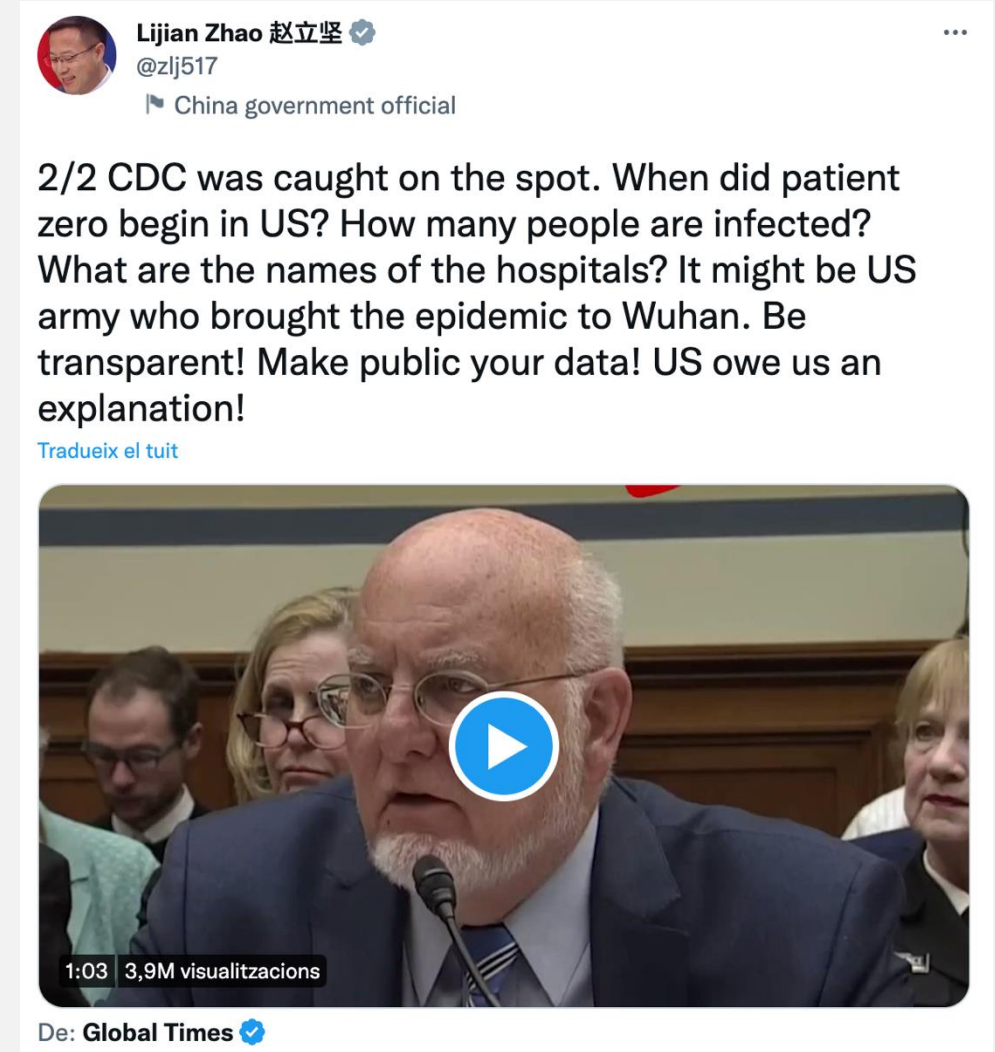 Lijian Zhao 赵立坚
@zlj517
China government official
2/2 CDC was caught on the spot. When did patient
zero begin in US? How many people are infected?
What are the names of the hospitals? It might be US
army who brought the epidemic to Wuhan. Be
transparent! Make public your data! US owe us an
explanation!
Tradueix el tuit
1:03 3,9M visualitzacions
De: Global Times